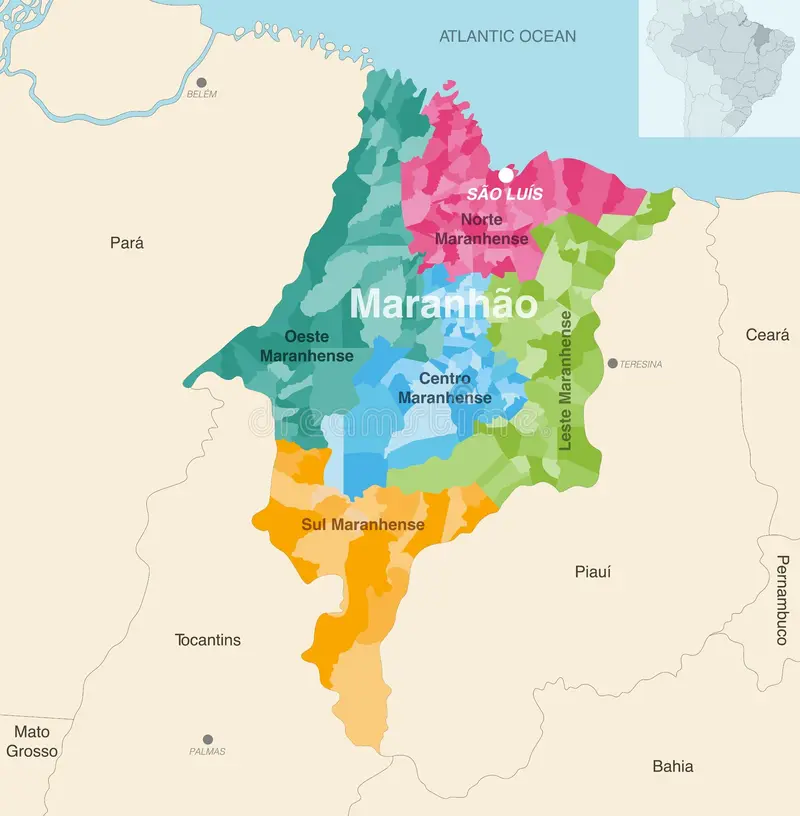 ATLANTIC OCEAN
BELÉM
SÃO LUÍS
Norte
Maranhense
Pará
Maranhão
Ceará
Oeste
Maranhense
Leste Maranhense
TERESINA
Centro
Maranhense
dreamstime
Sul Maranhense
Piauí
Pernambuco
Tocantins
Mato
Grosso
PALMAS
Bahia